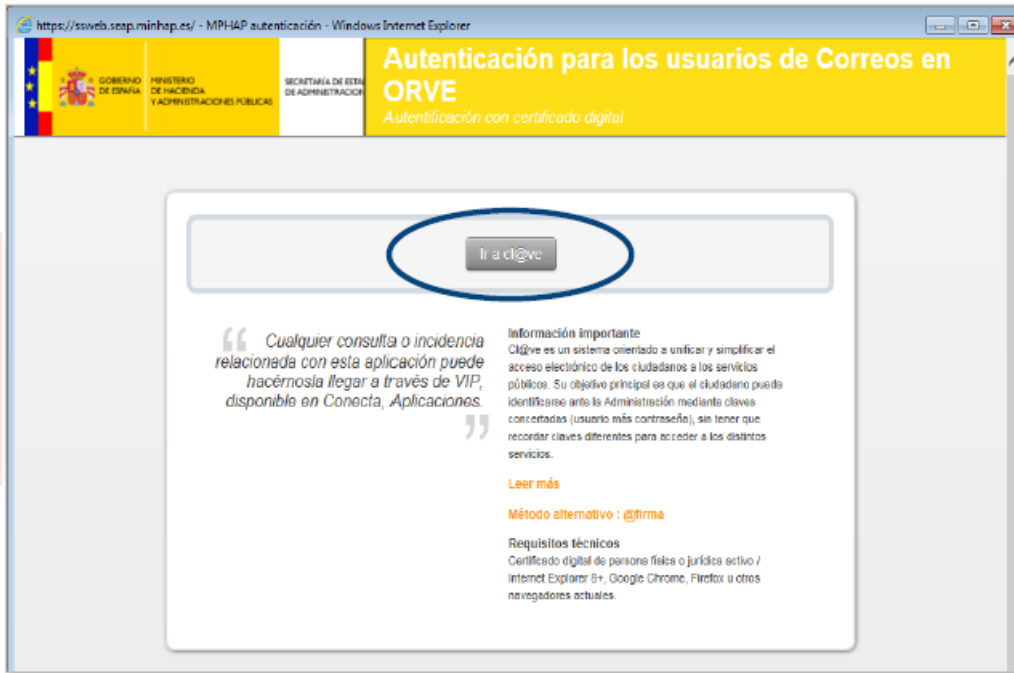 https://ssweb.seap.minhap.es/ - MPHAP autenticación - Windows Internet Explorer
GOBIERNO
DE ESPAÑA
MINISTERIO
DE HACIENDA
Y ADMINISTRACIONES PÚBLICAS
SECRETARÍA DE ESTA
DE ADMINISTRACION
Autenticación para los usuarios de Correos en
ORVE
Autentificación con certificado digital
Ir a cl@ve
Cualquier consulta o incidencia
relacionada con esta aplicación puede
hacérnosla llegar a través de VIP,
disponible en Conecta, Aplicaciones.
Información importante
Cl@ve es un sistema orientado a unificar y simplificar el
acceso electrónico de los ciudadanos a los servicios
públicos. Su objetivo principal es que el ciudadano pueda
identificarse ante la Administración mediante claves
concertadas (usuario más contraseña), sin tener que
recordar claves diferentes para acceder a los distintos
servicios.
Leer más
Método alternativo : @firma
Requisitos técnicos
Certificado digital de persona física o jurídica activo /
Internet Explorer 8+, Google Chrome, Firefox u otros
navegadores actuales.